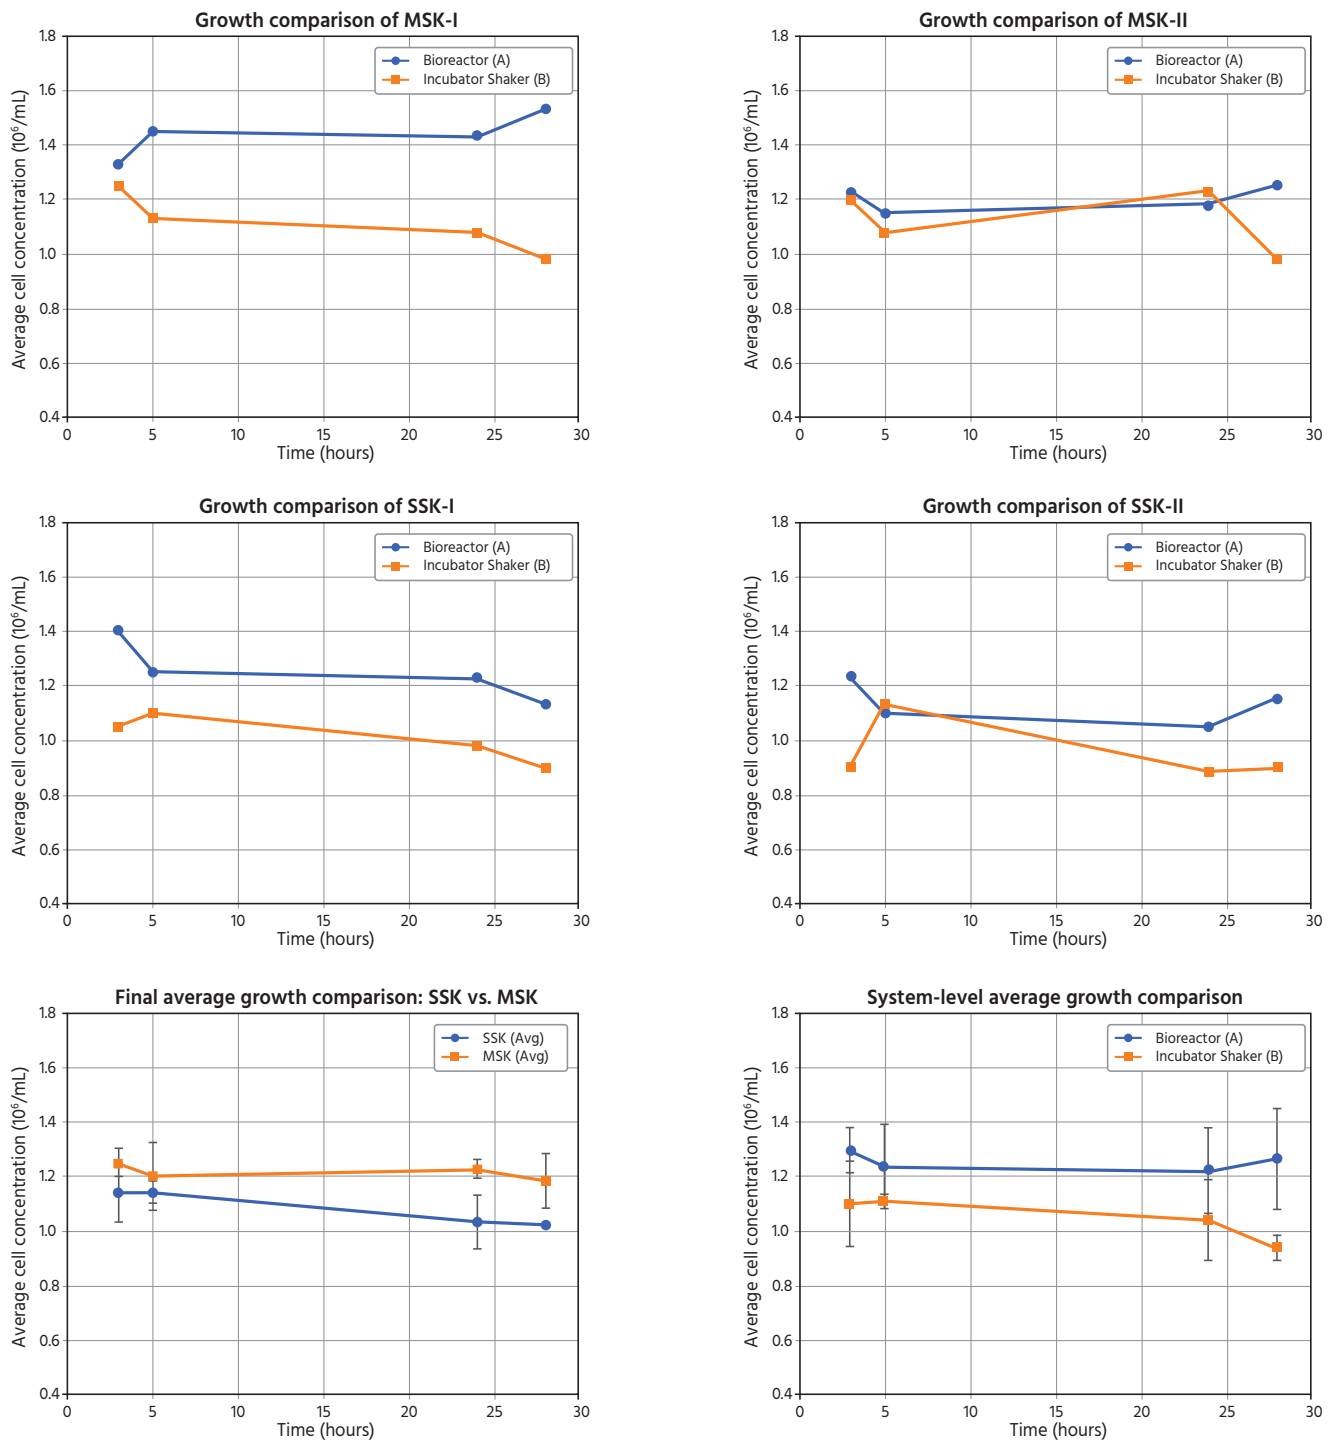 Growth comparison of MSK-I
Average cell concentration (10⁶/mL)
1.8
1.6
1.4
1.2
1.0
0.8
0.6
0.4
Bioreactor (A)
Incubator Shaker (B)
0 5 10 15 20 25 30
Time (hours)
Growth comparison of MSK-II
Average cell concentration (10⁶/mL)
1.8
1.6
1.4
1.2
1.0
0.8
0.6
0.4
Bioreactor (A)
Incubator Shaker (B)
0 5 10 15 20 25 30
Time (hours)
Growth comparison of SSK-I
Average cell concentration (10⁶/mL)
1.8
1.6
1.4
1.2
1.0
0.8
0.6
0.4
Bioreactor (A)
Incubator Shaker (B)
0 5 10 15 20 25 30
Time (hours)
Growth comparison of SSK-II
Average cell concentration (10⁶/mL)
1.8
1.6
1.4
1.2
1.0
0.8
0.6
0.4
Bioreactor (A)
Incubator Shaker (B)
0 5 10 15 20 25 30
Time (hours)
Final average growth comparison: SSK vs. MSK
Average cell concentration (10⁶/mL)
1.8
1.6
1.4
1.2
1.0
0.8
0.6
0.4
SSK (Avg)
MSK (Avg)
0 5 10 15 20 25 30
Time (hours)
System-level average growth comparison
Average cell concentration (10⁶/mL)
1.8
1.6
1.4
1.2
1.0
0.8
0.6
0.4
Bioreactor (A)
Incubator Shaker (B)
0 5 10 15 20 25 30
Time (hours)